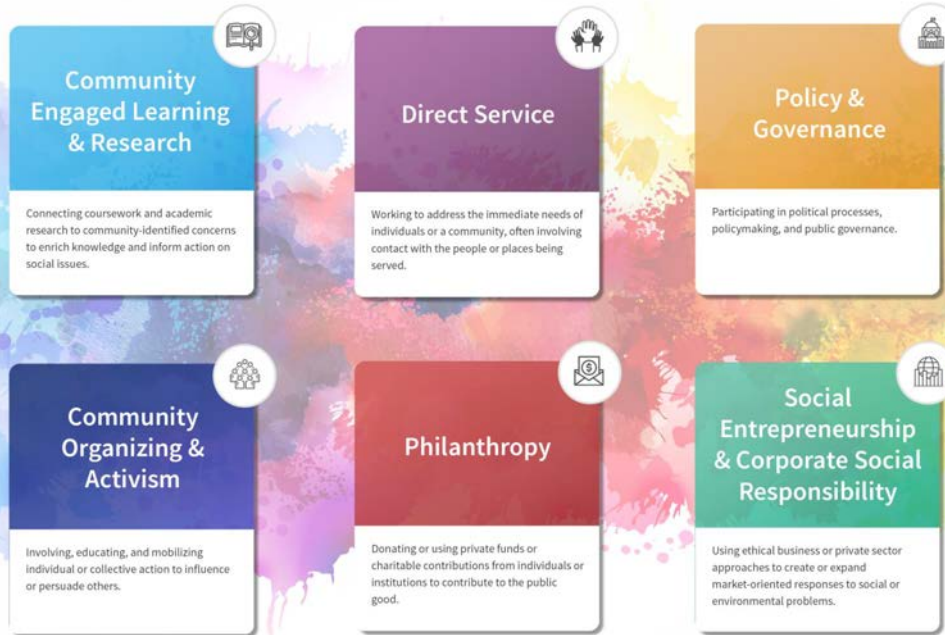 Community
Engaged Learning
& Research
Connecting coursework and academic
research to community-identified concerns
to enrich knowledge and inform action on
social issues.
Direct Service
Working to address the immediate needs of
individuals or a community, often involving
contact with the people or places being
served.
Policy &
Governance
Participating in political processes,
policymaking, and public governance.
Community
Organizing &
Activism
Involving, educating, and mobilizing
individual or collective action to influence
or persuade others.
Philanthropy
Donating or using private funds or
charitable contributions from individuals or
institutions to contribute to the public
good.
Social
Entrepreneurship
& Corporate Social
Responsibility
Using ethical business or private sector
approaches to create or expand
market-oriented responses to social or
environmental problems.